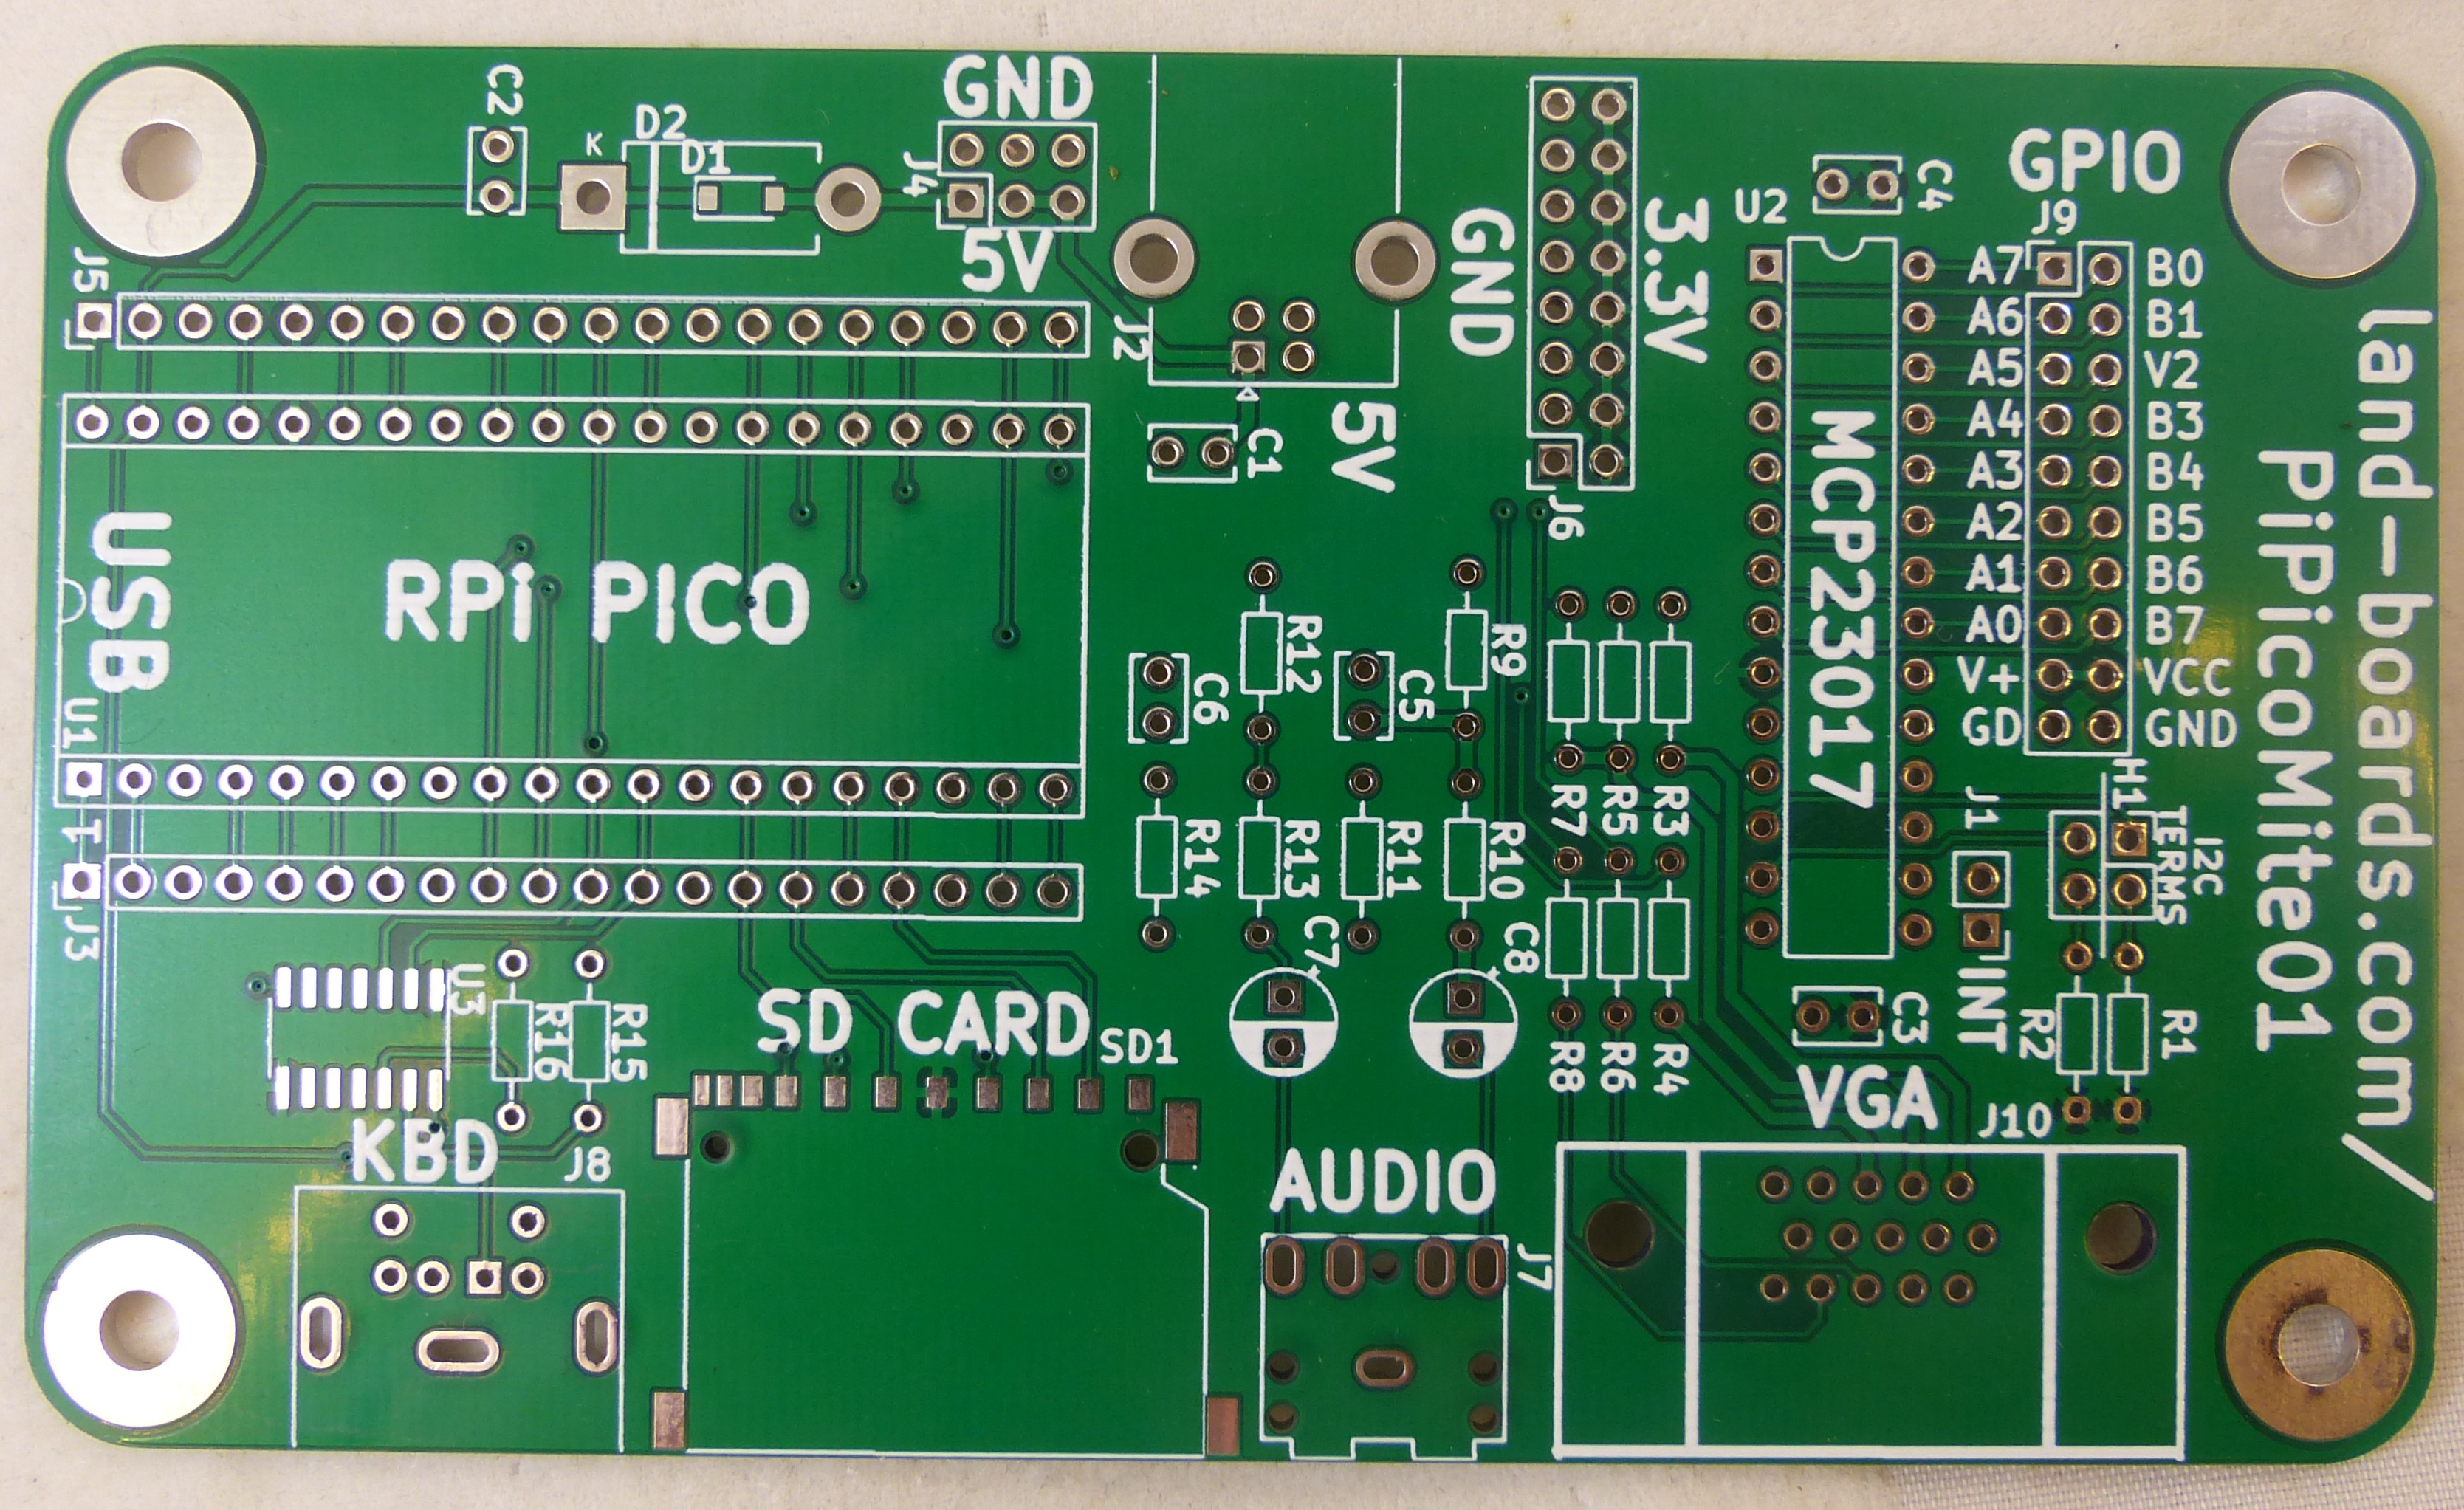 C2
K
D2
D1
GND
J4
5V
J5
J2
5V
C1
GND
3.3V
J6
U2
C4
GPIO
J9
A7 B0
A6 B1
A5 V2
A4 B3
A3 B4
A2 B5
A1 B6
A0 B7
V+ VCC
GD GND
MCP23017
land-boards.com/
PiPicoMite01
USB
RPi PICO
U1
1
J3
R12
R9
C6
C5
R14
R13
R11
R10
R7
R5
R3
J1
H1
I2C
TERMS
INT
R2
R1
C3
C7
C8
R8
R6
R4
U3
R16
R15
SD CARD
SD1
KBD
J8
AUDIO
J7
VGA
J10